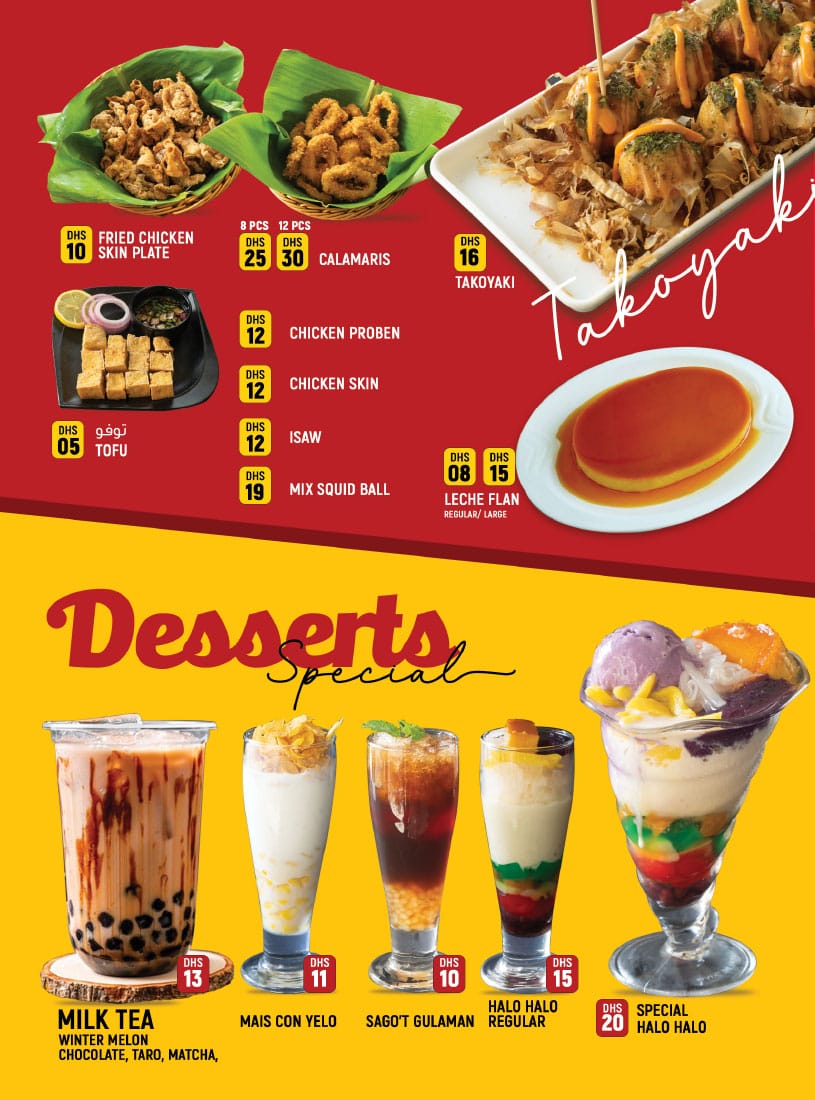 DHS
10
FRIED CHICKEN
SKIN PLATE
8 PCS 12 PCS
DHS
25
DHS
30
CALAMARIS
DHS
16
TAKOYAKI
Takoyaki
DHS
05
توفو
TOFU
DHS
12
CHICKEN PROBEN
DHS
12
CHICKEN SKIN
DHS
12
ISAW
DHS
19
MIX SQUID BALL
DHS
08
DHS
15
LECHE FLAN
REGULAR/ LARGE
Desserts
Special
DHS
13
MILK TEA
WINTER MELON
CHOCOLATE, TARO, MATCHA,
DHS
11
MAIS CON YELO
DHS
10
SAGO'T GULAMAN
DHS
15
HALO HALO
REGULAR
DHS
20
SPECIAL
HALO HALO